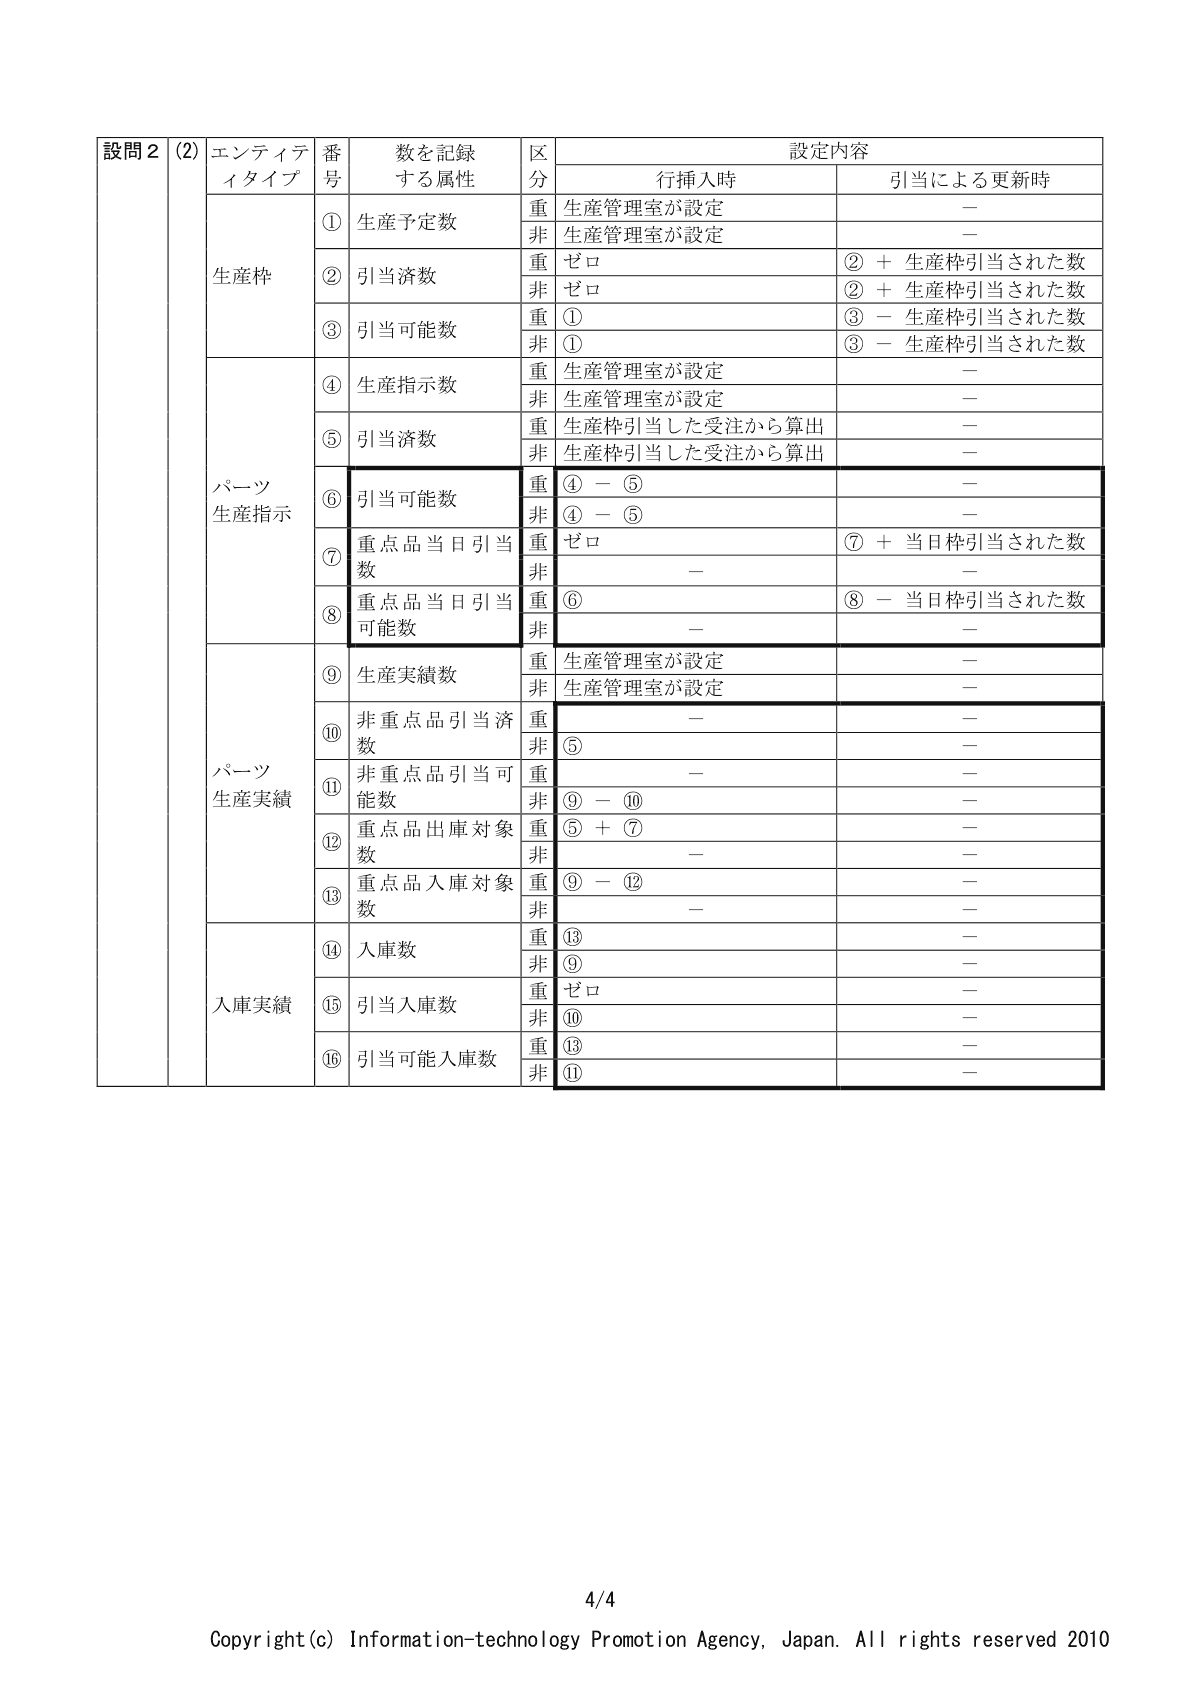 設問２ (2) エンティテ 番 数を記録 区 設定内容
ィタイプ 号 する属性 分 行挿入時 引当による更新時
生産枠 ① 生産予定数 重 生産管理室が設定 －
非 生産管理室が設定 －
② 引当済数 重 ゼロ ② ＋ 生産枠引当された数
非 ゼロ ② ＋ 生産枠引当された数
③ 引当可能数 重 ① ③ － 生産枠引当された数
非 ① ③ － 生産枠引当された数
パーツ
生産指示 ④ 生産指示数 重 生産管理室が設定 －
非 生産管理室が設定 －
⑤ 引当済数 重 生産枠引当した受注から算出 －
非 生産枠引当した受注から算出 －
⑥ 引当可能数 重 ④ － ⑤ －
非 ④ － ⑤ －
⑦ 重点品当日引当
数 重 ゼロ ⑦ ＋ 当日枠引当された数
非 － －
⑧ 重点品当日引当
可能数 重 ⑥ ⑧ － 当日枠引当された数
非 － －
パーツ
生産実績 ⑨ 生産実績数 重 生産管理室が設定 －
非 生産管理室が設定 －
⑩ 非重点品引当済
数 重 － －
非 ⑤ －
⑪ 非重点品引当可
能数 重 － －
非 ⑨ － ⑩ －
⑫ 重点品出庫対象
数 重 ⑤ ＋ ⑦ －
非 － －
⑬ 重点品入庫対象
数 重 ⑨ － ⑫ －
非 － －
入庫実績 ⑭ 入庫数 重 ⑬ －
非 ⑨ －
⑮ 引当入庫数 重 ゼロ －
非 ⑩ －
⑯ 引当可能入庫数 重 ⑬ －
非 ⑪ －
4/4
Copyright(c) Information-technology Promotion Agency, Japan. All rights reserved 2010